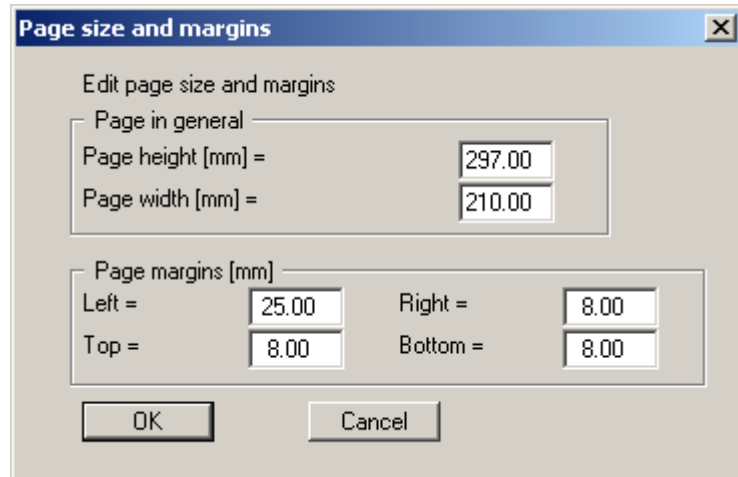 Page size and margins
Edit page size and margins
Page in general
Page height [mm] = 297.00
Page width [mm] = 210.00
Page margins [mm]
Left = 25.00 Right = 8.00
Top = 8.00 Bottom = 8.00
OK Cancel